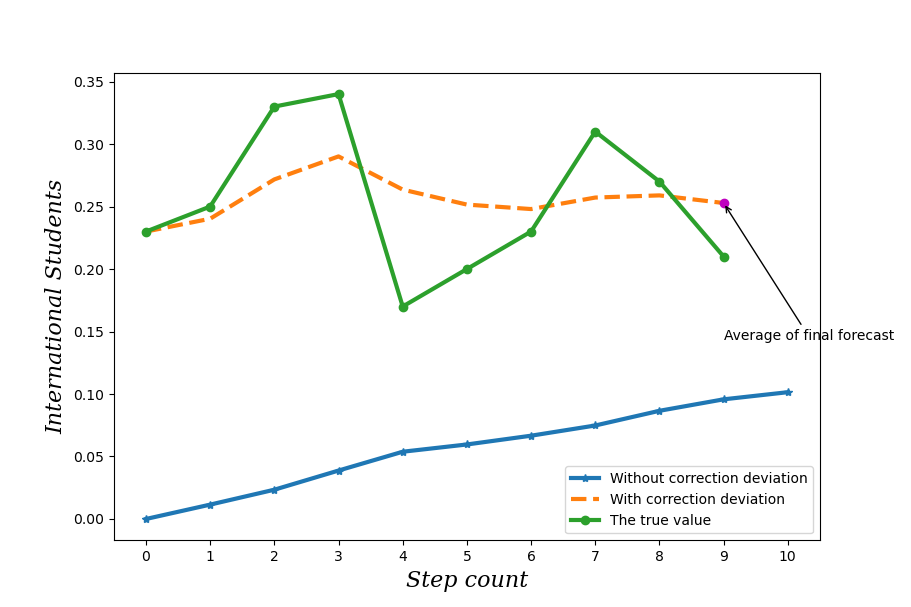 0.35
0.30
0.25
0.20
0.15
0.10
0.05
0.00
International Students
Average of final forecast
Without correction deviation
With correction deviation
The true value
0 1 2 3 4 5 6 7 8 9 10
Step count